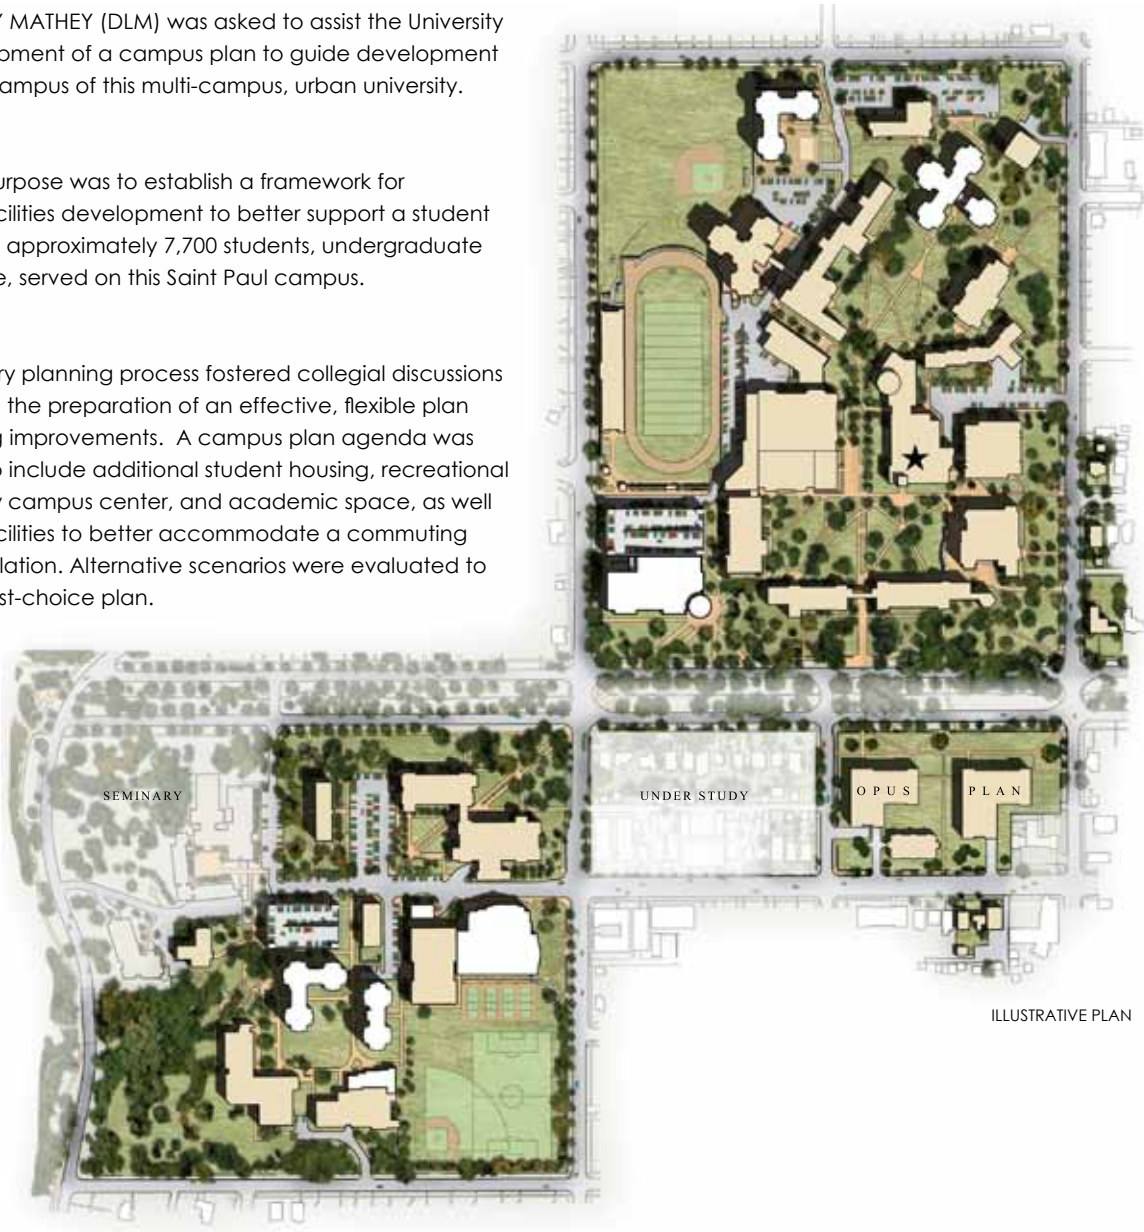 Y MATHEY (DLM) was asked to assist the University
opment of a campus plan to guide development
campus of this multi-campus, urban university.
urpose was to establish a framework for
cilities development to better support a student
approximately 7,700 students, undergraduate
e, served on this Saint Paul campus.
ry planning process fostered collegial discussions
the preparation of an effective, flexible plan
g improvements.  A campus plan agenda was
o include additional student housing, recreational
y campus center, and academic space, as well
cilities to better accommodate a commuting
lation. Alternative scenarios were evaluated to
st-choice plan.
SEMINARY
UNDER STUDY
OPUS PLAN
ILLUSTRATIVE PLAN